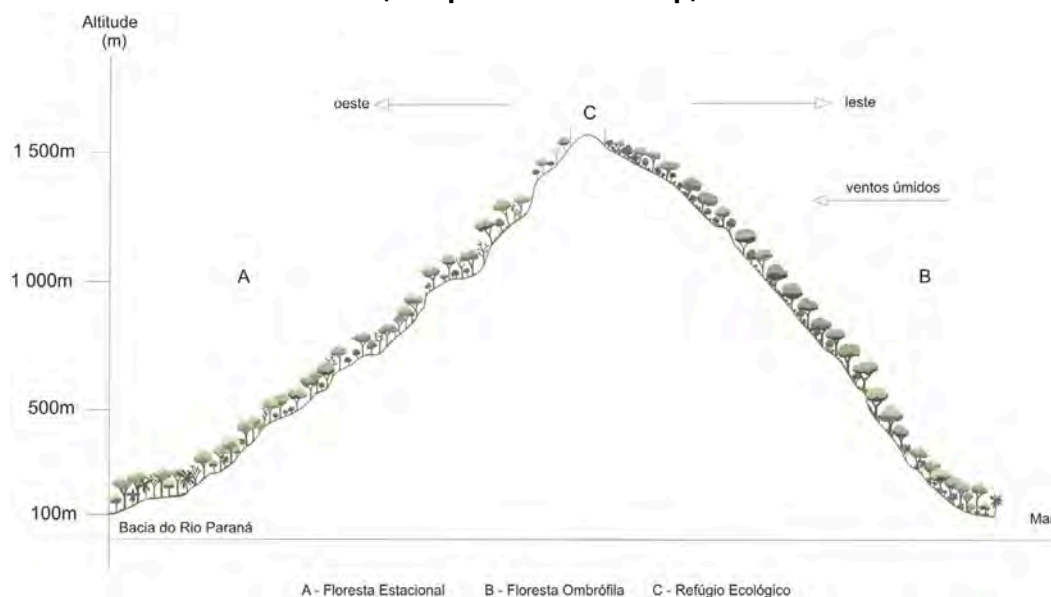 Altitude
(m)
oeste
leste
C
1 500m
ventos úmidos
A
B
1 000m
500m
100m
Bacia do Rio Paraná
Mar
A - Floresta Estacional B - Floresta Ombrófila C - Refúgio Ecológico